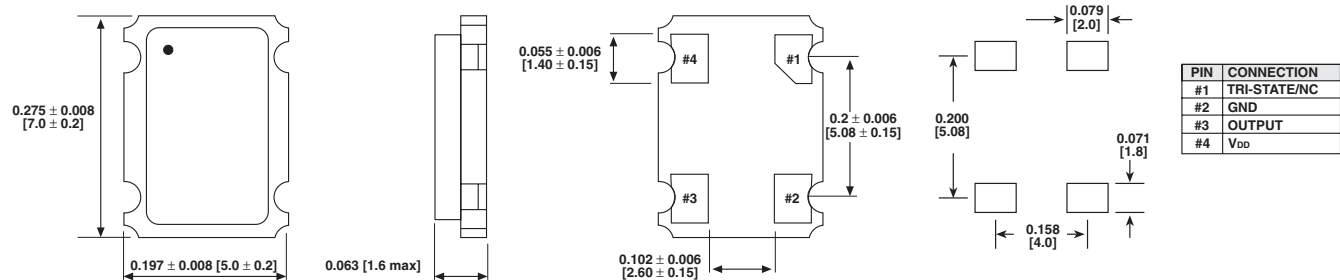 0.275 ± 0.008
[7.0 ± 0.2]
0.197 ± 0.008 [5.0 ± 0.2]
0.063 [1.6 max]
0.055 ± 0.006
[1.40 ± 0.15]
#4
#1
#3
#2
0.2 ± 0.006
[5.08 ± 0.15]
0.102 ± 0.006
[2.60 ± 0.15]
0.079
[2.0]
0.200
[5.08]
0.071
[1.8]
0.158
[4.0]
PIN CONNECTION
#1 TRI-STATE/NC
#2 GND
#3 OUTPUT
#4 VDD